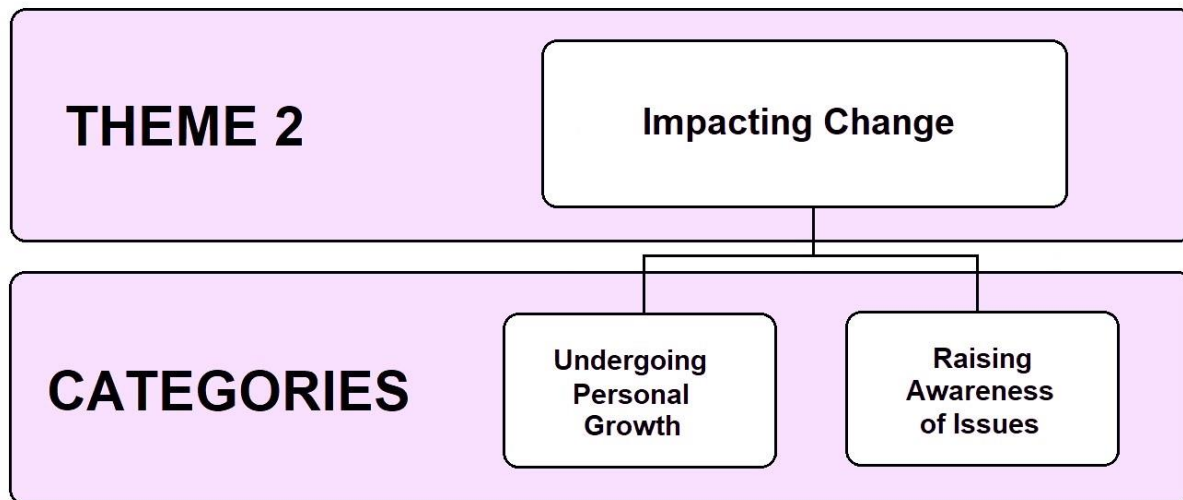 THEME 2
Impacting Change
CATEGORIES
Undergoing
Personal
Growth
Raising
Awareness
of Issues